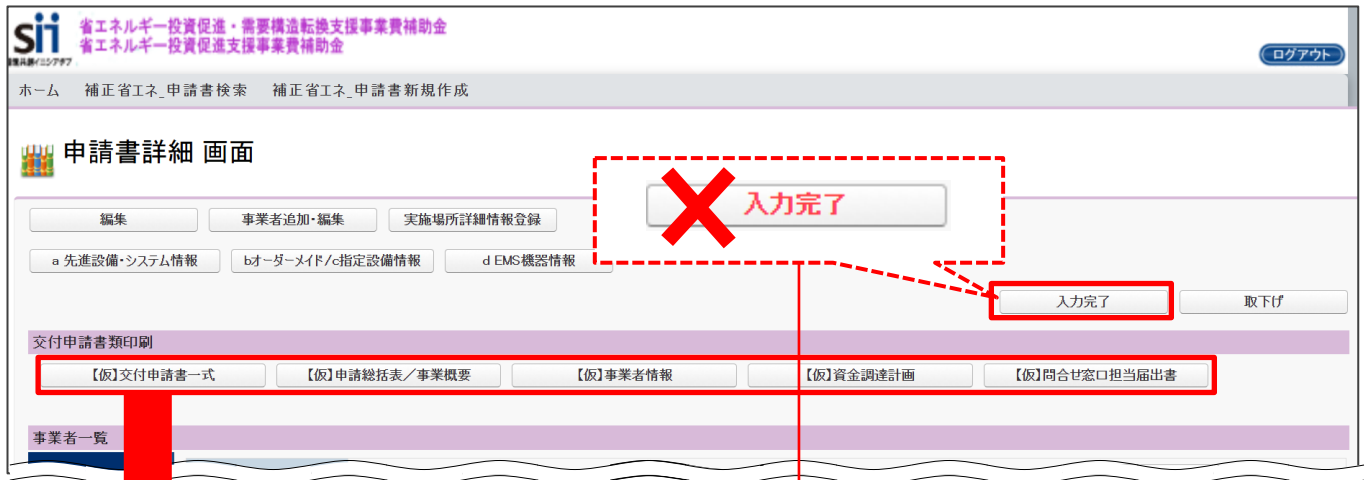 sii
省エネルギー投資促進・需要構造転換支援事業費補助金
省エネルギー投資促進支援事業費補助金
ログアウト
ホーム 補正省エネ_申請書検索 補正省エネ_申請書新規作成
申請書詳細 画面
入力完了
編集 事業者追加・編集 実施場所詳細情報登録
a 先進設備・システム情報 bオーダーメイド/c指定設備情報 d EMS機器情報
入力完了 取下げ
交付申請書類印刷
【仮】交付申請書一式 【仮】申請総括表／事業概要 【仮】事業者情報 【仮】資金調達計画 【仮】問合せ窓口担当届出書
事業者一覧